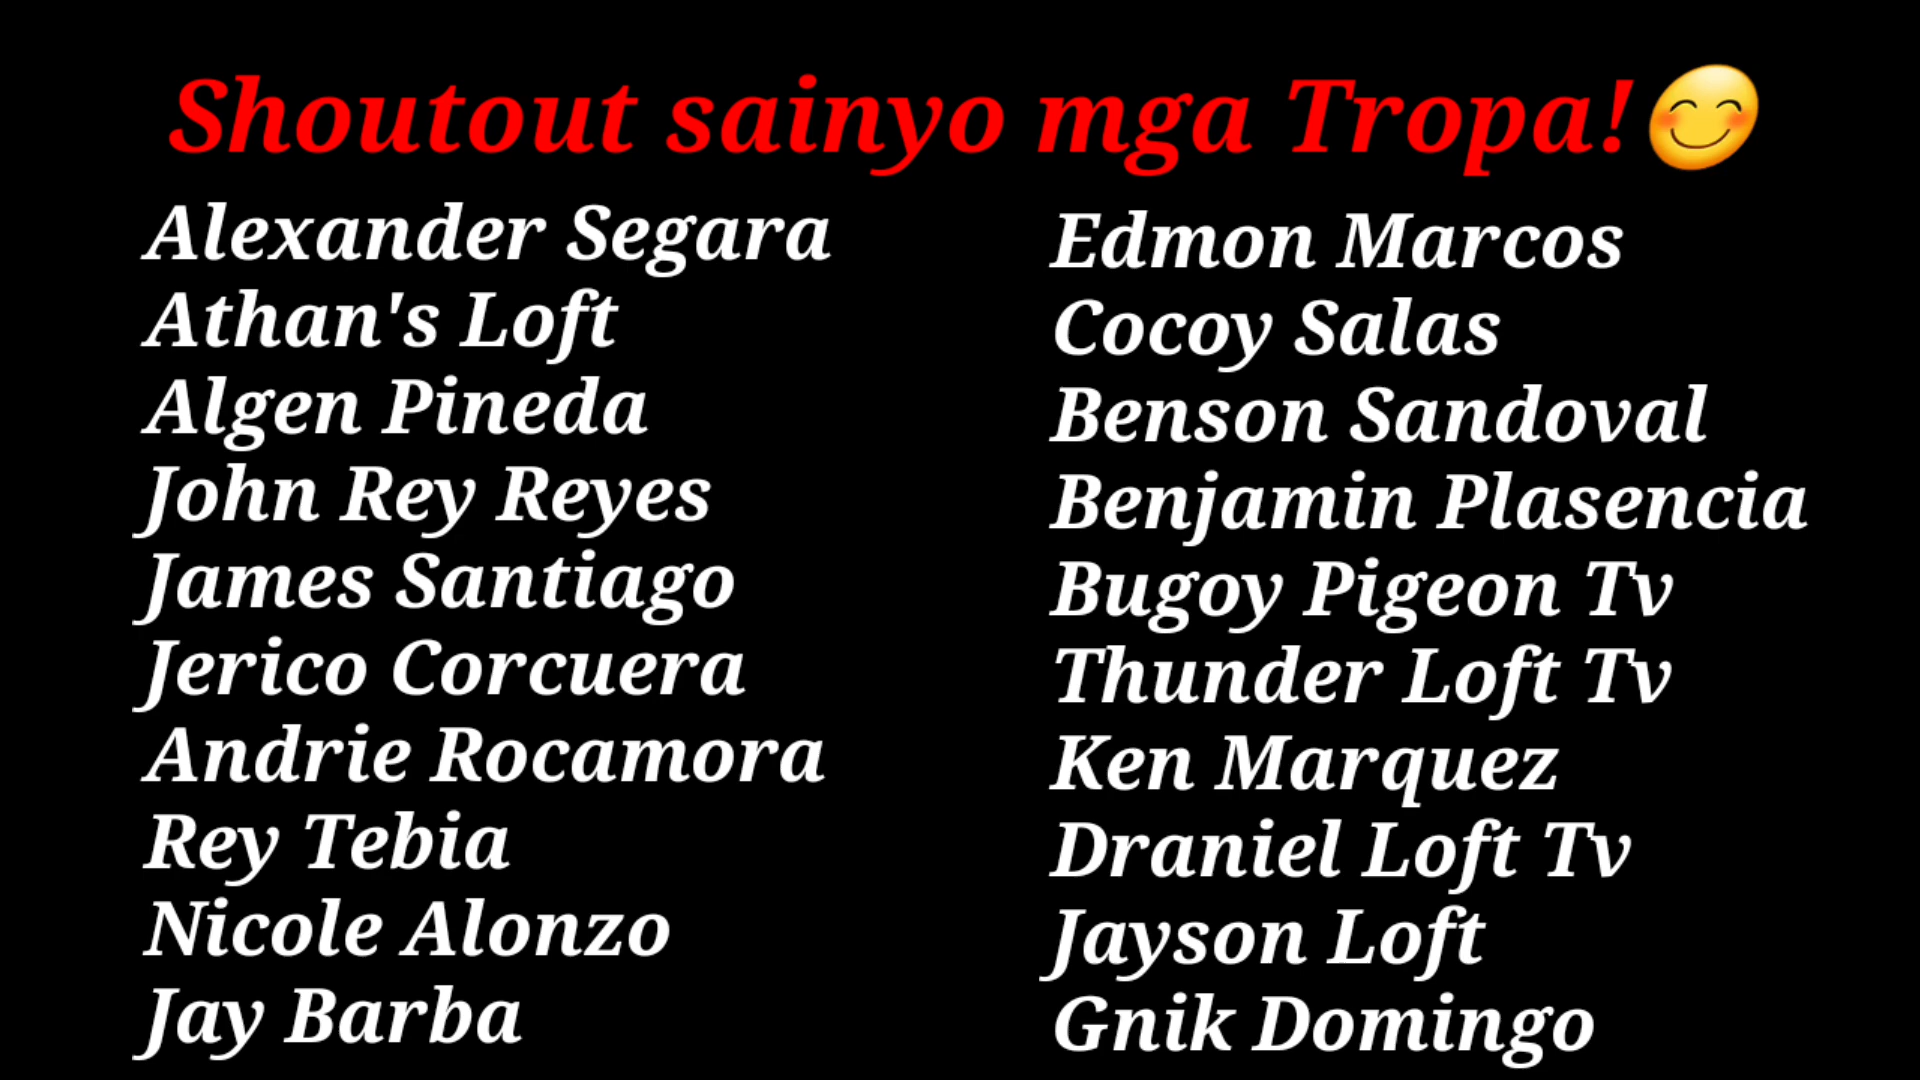 Shoutout sainyo mga Tropa!😊
Alexander Segara
Athan's Loft
Algen Pineda
John Rey Reyes
James Santiago
Jerico Corcuera
Andrie Rocamora
Rey Tebia
Nicole Alonzo
Jay Barba
Edmon Marcos
Cocoy Salas
Benson Sandoval
Benjamin Plasencia
Bugoy Pigeon Tv
Thunder Loft Tv
Ken Marquez
Draniel Loft Tv
Jayson Loft
Gnik Domingo